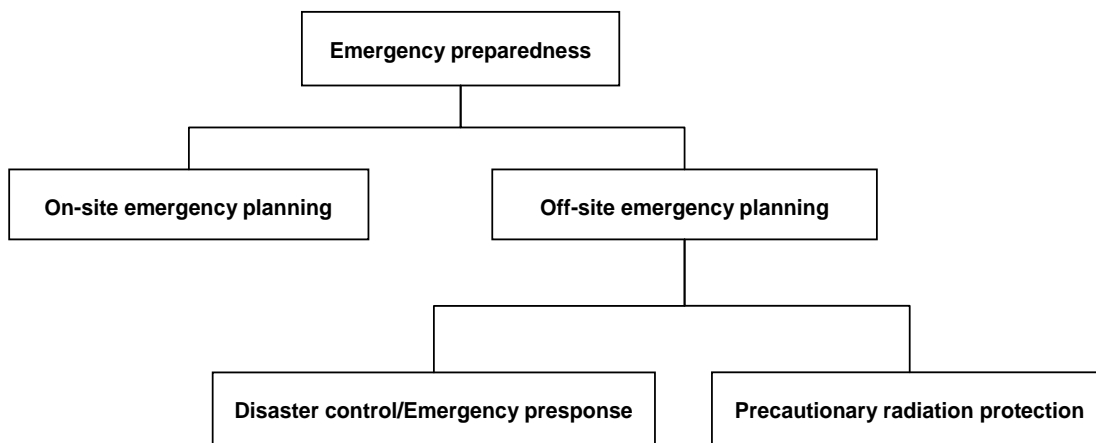 Emergency preparedness
On-site emergency planning
Off-site emergency planning
Disaster control/Emergency presponse
Precautionary radiation protection